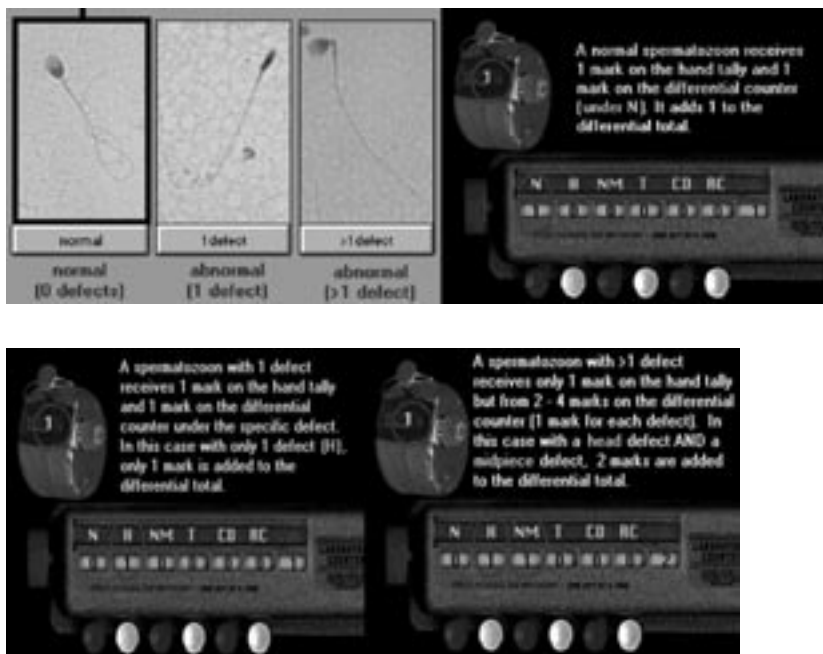 normal
1 defect
>1 defect
normal
(0 defects)
abnormal
(1 defect)
abnormal
(>1 defect)
A normal spermatozoon receives
1 mark on the hand tally and 1
mark on the differential counter
(under N). It adds 1 to the
differential total.
1
N H NM T CD AC
A spermatozoon with 1 defect
receives 1 mark on the hand tally
and 1 mark on the differential
counter under the specific defect.
In this case with only 1 defect (H),
only 1 mark is added to the
differential total.
1
N H NM T CD AC
A spermatozoon with >1 defect
receives only 1 mark on the hand tally
but from 2 - 4 marks on the differential
counter (1 mark for each defect). In
this case with a head defect AND a
midpiece defect, 2 marks are added
to the differential total.
1
N H NM T CD AC